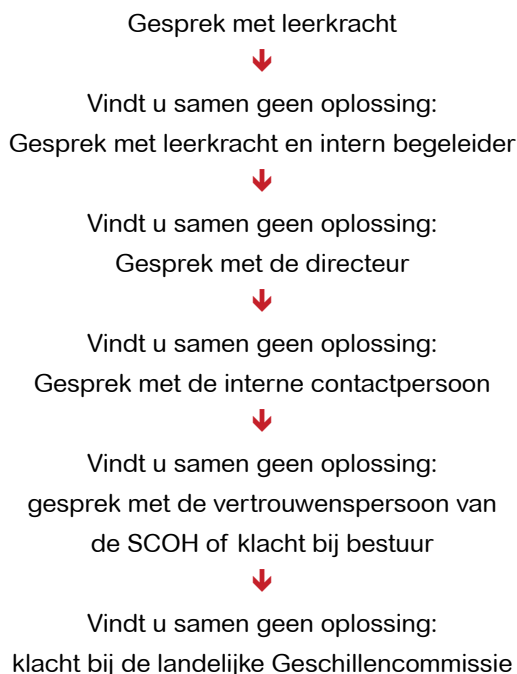 Gesprek met leerkracht
Vindt u samen geen oplossing:
Gesprek met leerkracht en intern begeleider
Vindt u samen geen oplossing:
Gesprek met de directeur
Vindt u samen geen oplossing:
Gesprek met de interne contactpersoon
Vindt u samen geen oplossing:
gesprek met de vertrouwenspersoon van
de SCOH of klacht bij bestuur
Vindt u samen geen oplossing:
klacht bij de landelijke Geschillencommissie